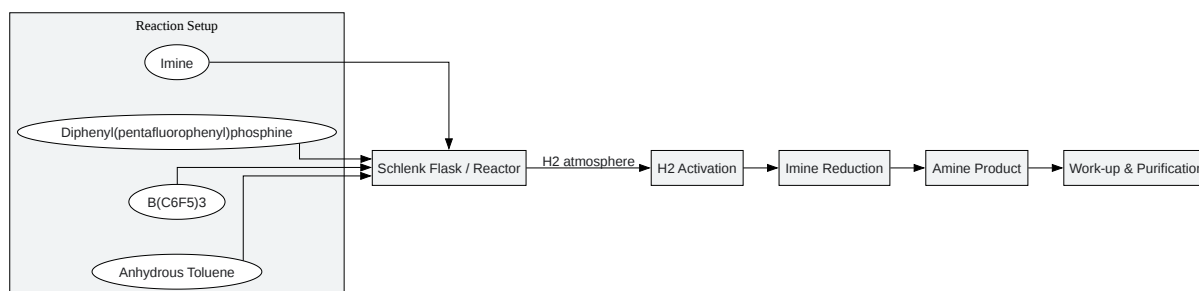 Reaction Setup
Imine
Diphenyl(pentafluorophenyl)phosphine
B(C6F5)3
Anhydrous Toluene
Schlenk Flask / Reactor
H2 atmosphere
H2 Activation
Imine Reduction
Amine Product
Work-up & Purification